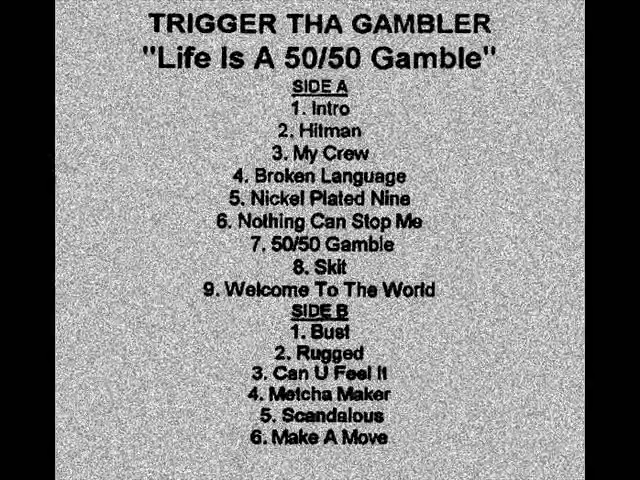 TRIGGER THA GAMBLER
"Life Is A 50/50 Gamble"
SIDE A
1. Intro
2. Hitman
3. My Crew
4. Broken Language
5. Nickel Plated Nine
6. Nothing Can Stop Me
7. 50/50 Gamble
8. Skit
9. Welcome To The World
SIDE B
1. Bust
2. Rugged
3. Can U Feel It
4. Metcha Maker
5. Scandalous
6. Make A Move